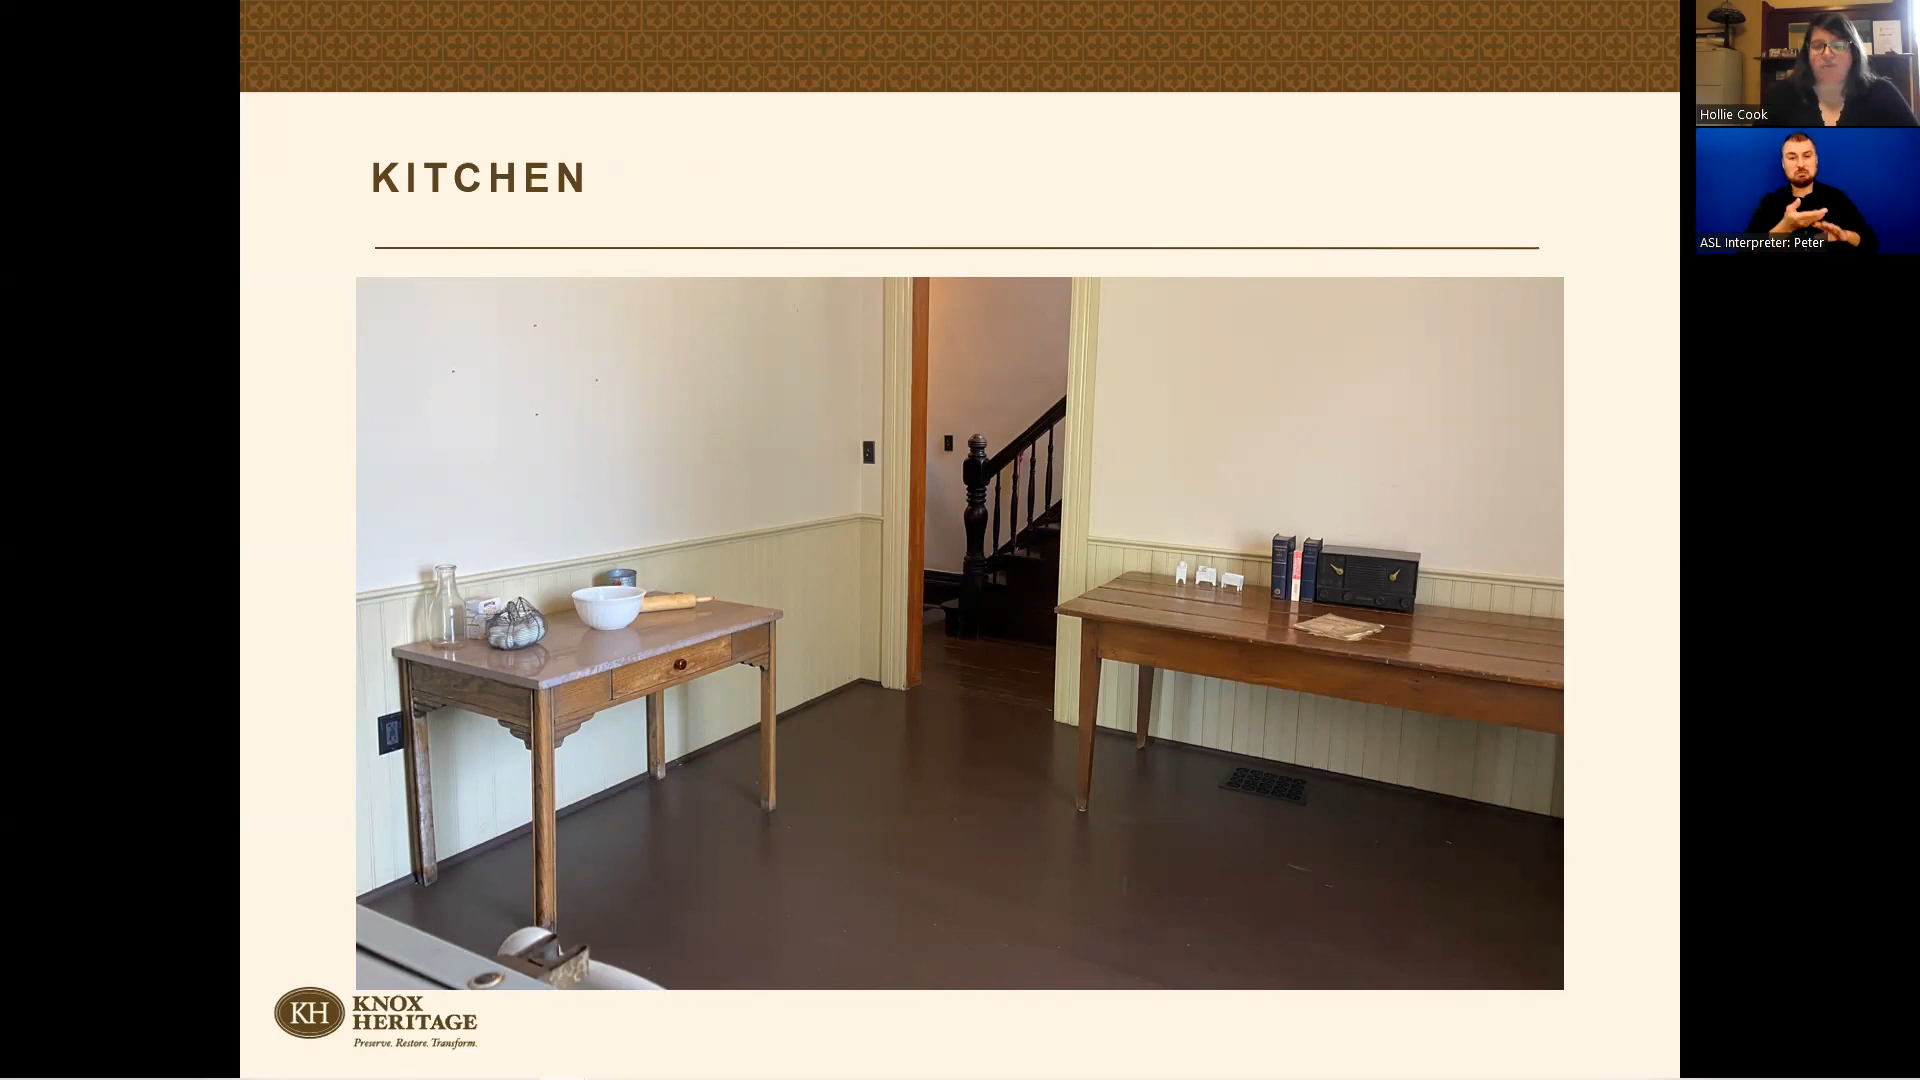 KITCHEN
Hollie Cook
ASL Interpreter: Peter
KH
KNOX
HERITAGE
Preserve. Restore. Transform.